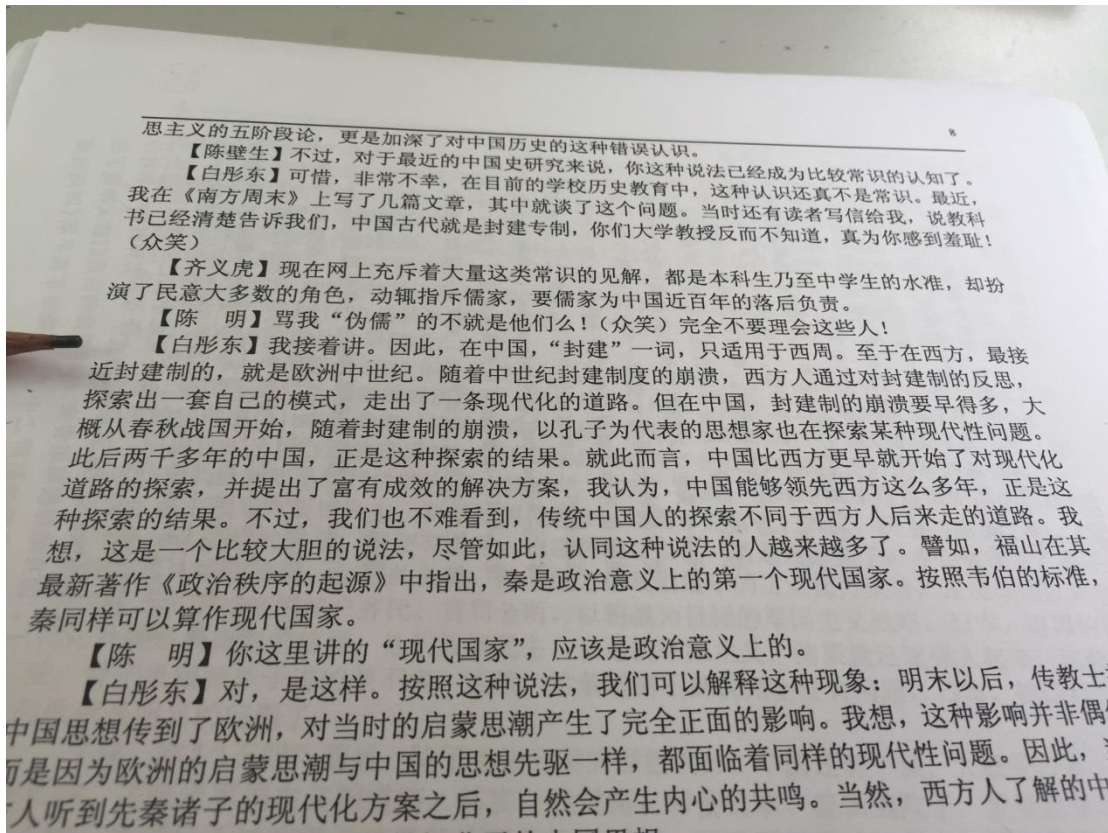 8
思主义的五阶段论，更是加深了对中国历史的这种错误认识。
【陈壁生】不过，对于最近的中国史研究来说，你这种说法已经成为比较常识的认知了。
【白彤东】可惜，非常不幸，在目前的学校历史教育中，这种认识还真不是常识。最近，
我在《南方周末》上写了几篇文章，其中就谈了这个问题。当时还有读者写信给我，说教科
书已经清楚告诉我们，中国古代就是封建专制，你们大学教授反而不知道，真为你感到羞耻！
（众笑）
【齐义虎】现在网上充斥着大量这类常识的见解，都是本科生乃至中学生的水准，却扮
演了民意大多数的角色，动辄指斥儒家，要儒家为中国近百年的落后负责。
【陈　明】骂我“伪儒”的不就是他们么！（众笑）完全不要理会这些人！
【白彤东】我接着讲。因此，在中国，“封建”一词，只适用于西周。至于在西方，最接
近封建制的，就是欧洲中世纪。随着中世纪封建制度的崩溃，西方人通过对封建制的反思，
探索出一套自己的模式，走出了一条现代化的道路。但在中国，封建制的崩溃要早得多，大
概从春秋战国开始，随着封建制的崩溃，以孔子为代表的思想家也在探索某种现代性问题。
此后两千多年的中国，正是这种探索的结果。就此而言，中国比西方更早就开始了对现代化
道路的探索，并提出了富有成效的解决方案，我认为，中国能够领先西方这么多年，正是这
种探索的结果。不过，我们也不难看到，传统中国人的探索不同于西方人后来走的道路。我
想，这是一个比较大胆的说法，尽管如此，认同这种说法的人越来越多了。譬如，福山在其
最新著作《政治秩序的起源》中指出，秦是政治意义上的第一个现代国家。按照韦伯的标准，
秦同样可以算作现代国家。
【陈　明】你这里讲的“现代国家”，应该是政治意义上的。
【白彤东】对，是这样。按照这种说法，我们可以解释这种现象：明末以后，传教士
中国思想传到了欧洲，对当时的启蒙思潮产生了完全正面的影响。我想，这种影响并非偶
而是因为欧洲的启蒙思潮与中国的思想先驱一样，都面临着同样的现代性问题。因此，
人听到先秦诸子的现代化方案之后，自然会产生内心的共鸣。当然，西方人了解的中